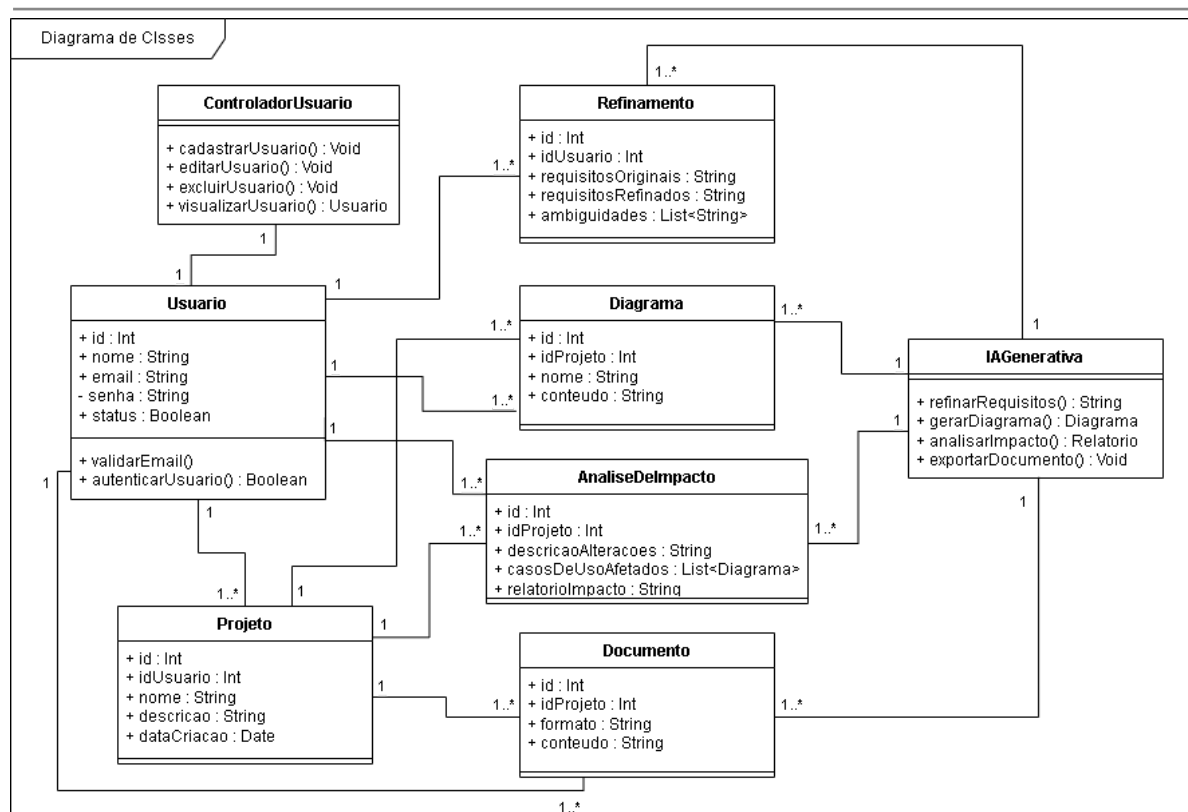 Diagrama de Clsses
ControladorUsuario
+ cadastrarUsuario() : Void
+ editarUsuario() : Void
+ excluirUsuario() : Void
+ visualizarUsuario() : Usuario
1
1
Usuario
+ id : Int
+ nome : String
+ email : String
- senha : String
+ status : Boolean
+ validarEmail()
+ autenticarUsuario() : Boolean
1
1
1
1
1
1..*
Refinamento
+ id : Int
+ idUsuario : Int
+ requisitosOriginais : String
+ requisitosRefinados : String
+ ambiguidades : List<String>
1..*
1..*
Diagrama
+ id : Int
+ idProjeto : Int
+ nome : String
+ conteudo : String
1..*
1..*
1..*
AnaliseDeImpacto
+ id : Int
+ idProjeto : Int
+ descricaoAlteracoes : String
+ casosDeUsoAfetados : List<Diagrama>
+ relatorioImpacto : String
1..*
1..*
1..*
IAGenerativa
+ refinarRequisitos() : String
+ gerarDiagrama() : Diagrama
+ analisarImpacto() : Relatorio
+ exportarDocumento() : Void
1
1
1
1
Projeto
+ id : Int
+ idUsuario : Int
+ nome : String
+ descricao : String
+ dataCriacao : Date
1
1
1
Documento
+ id : Int
+ idProjeto : Int
+ formato : String
+ conteudo : String
1..*
1..*
1..*